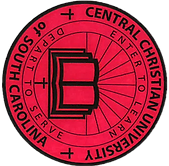 CENTRAL CHRISTIAN UNIVERSITY
of SOUTH CAROLINA
ENTER TO LEARN
DEPART TO SERVE